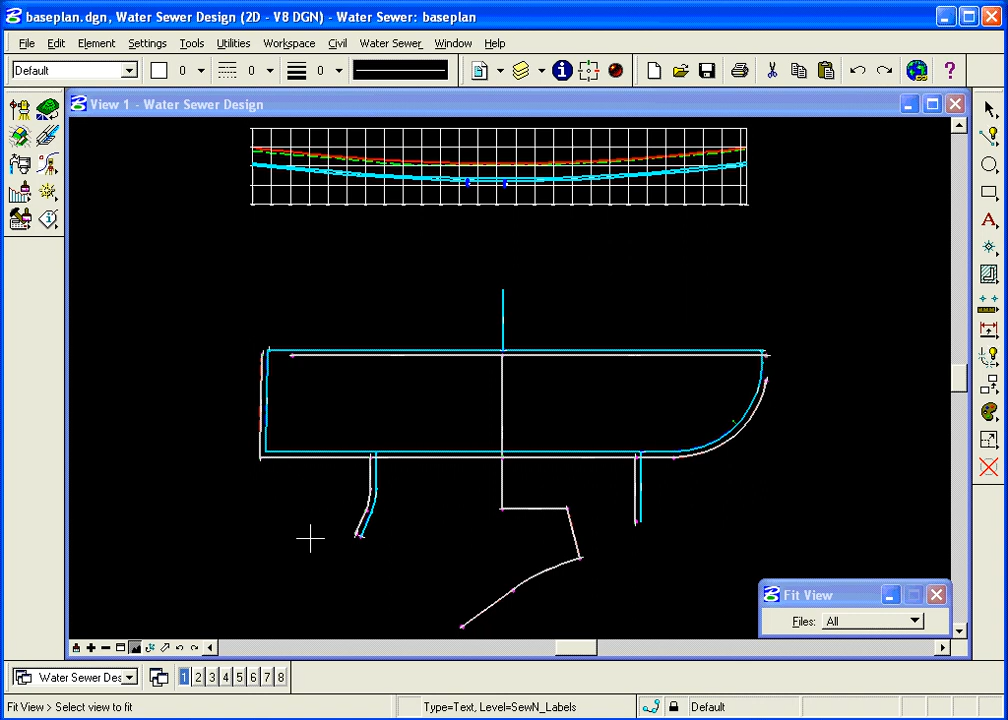 baseplan.dgn, Water Sewer Design (2D - V8 DGN) - Water Sewer: baseplan
File Edit Element Settings Tools Utilities Workspace Civil Water Sewer Window Help
Default 0 0 0
View 1 - Water Sewer Design
Fit View
Files: All
Water Sewer Des 1 2 3 4 5 6 7 8
Fit View > Select view to fit Type=Text, Level=SewN_Labels Default